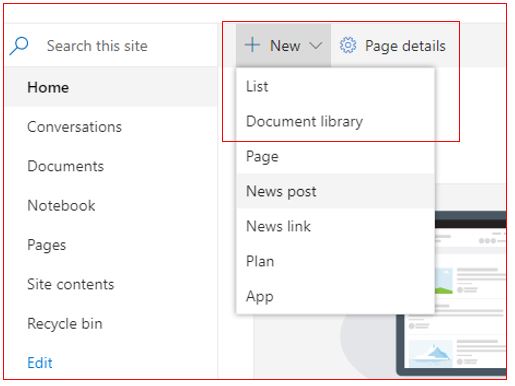 Search this site
New
Page details
Home
Conversations
Documents
Notebook
Pages
Site contents
Recycle bin
Edit
List
Document library
Page
News post
News link
Plan
App